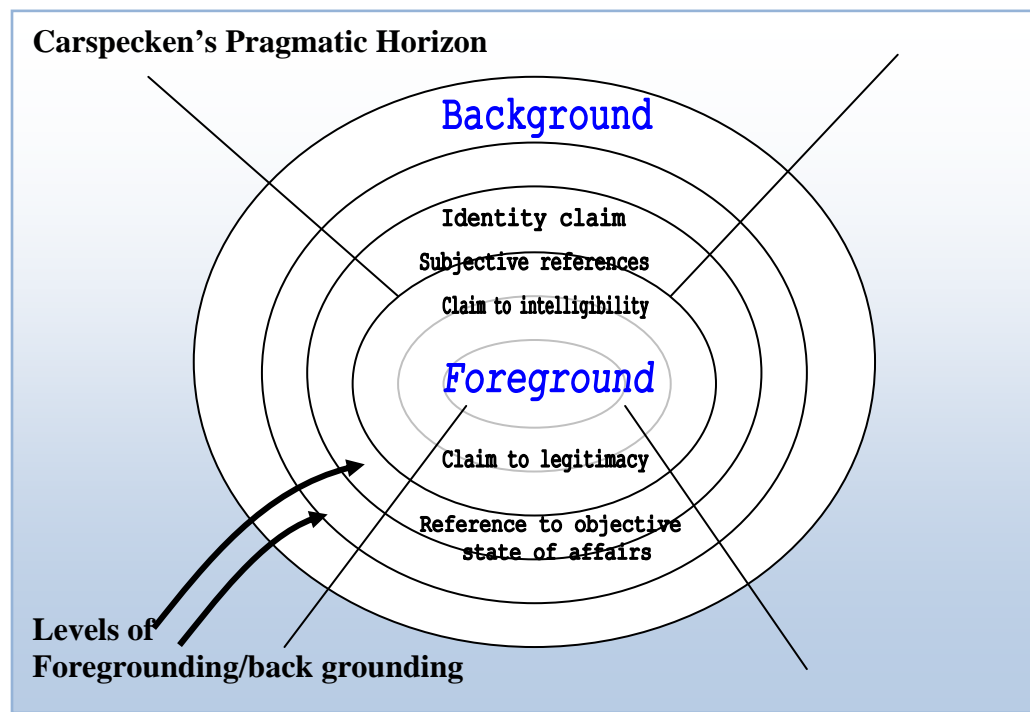 Carspecken's Pragmatic Horizon
Background
Identity claim
Subjective references
Claim to intelligibility
Foreground
Claim to legitimacy
Reference to objective
state of affairs
Levels of
Foregrounding/back grounding